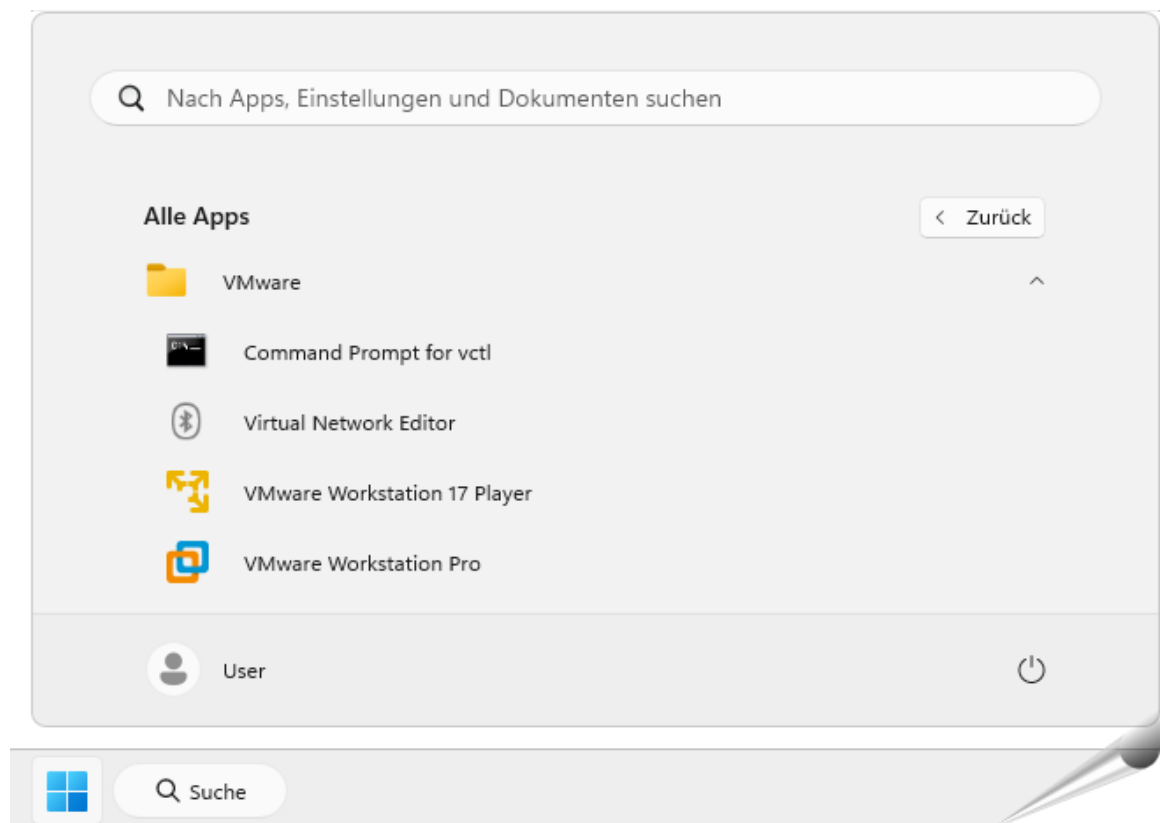 Nach Apps, Einstellungen und Dokumenten suchen
Alle Apps
Zurück
VMware
Command Prompt for vctl
Virtual Network Editor
VMware Workstation 17 Player
VMware Workstation Pro
User
Suche